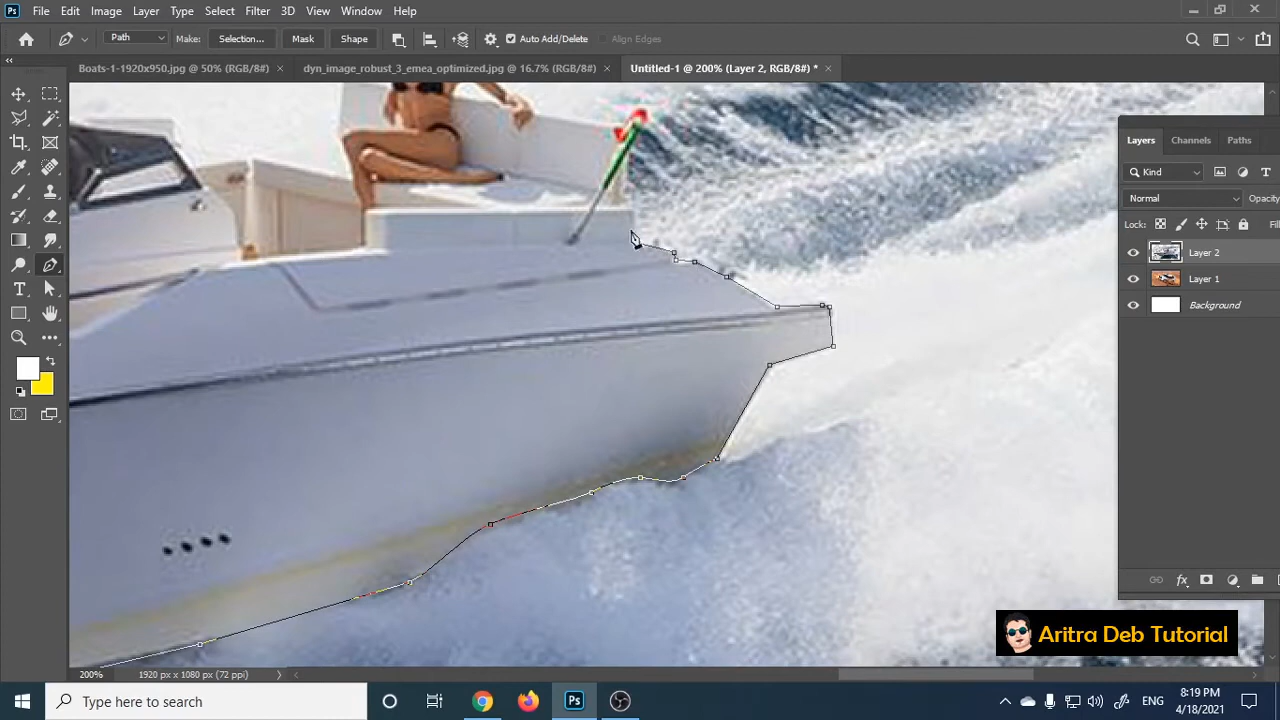 Ps File Edit Image Layer Type Select Filter 3D View Window Help
Path Make: Selection... Mask Shape Auto Add/Delete Align Edges
Boats-1-1920x950.jpg @ 50% (RGB/8#) × dyn_image_robust_3_emea_optimized.jpg @ 16.7% (RGB/8#) × Untitled-1 @ 200% (Layer 2, RGB/8#) * ×
Layers Channels Paths
Kind
Normal Opacity
Lock:
Layer 2
Layer 1
Background
fx
Aritra Deb Tutorial
200% 1920 px x 1080 px (72 ppi)
Type here to search
Ps
ENG
8:19 PM
4/18/2021